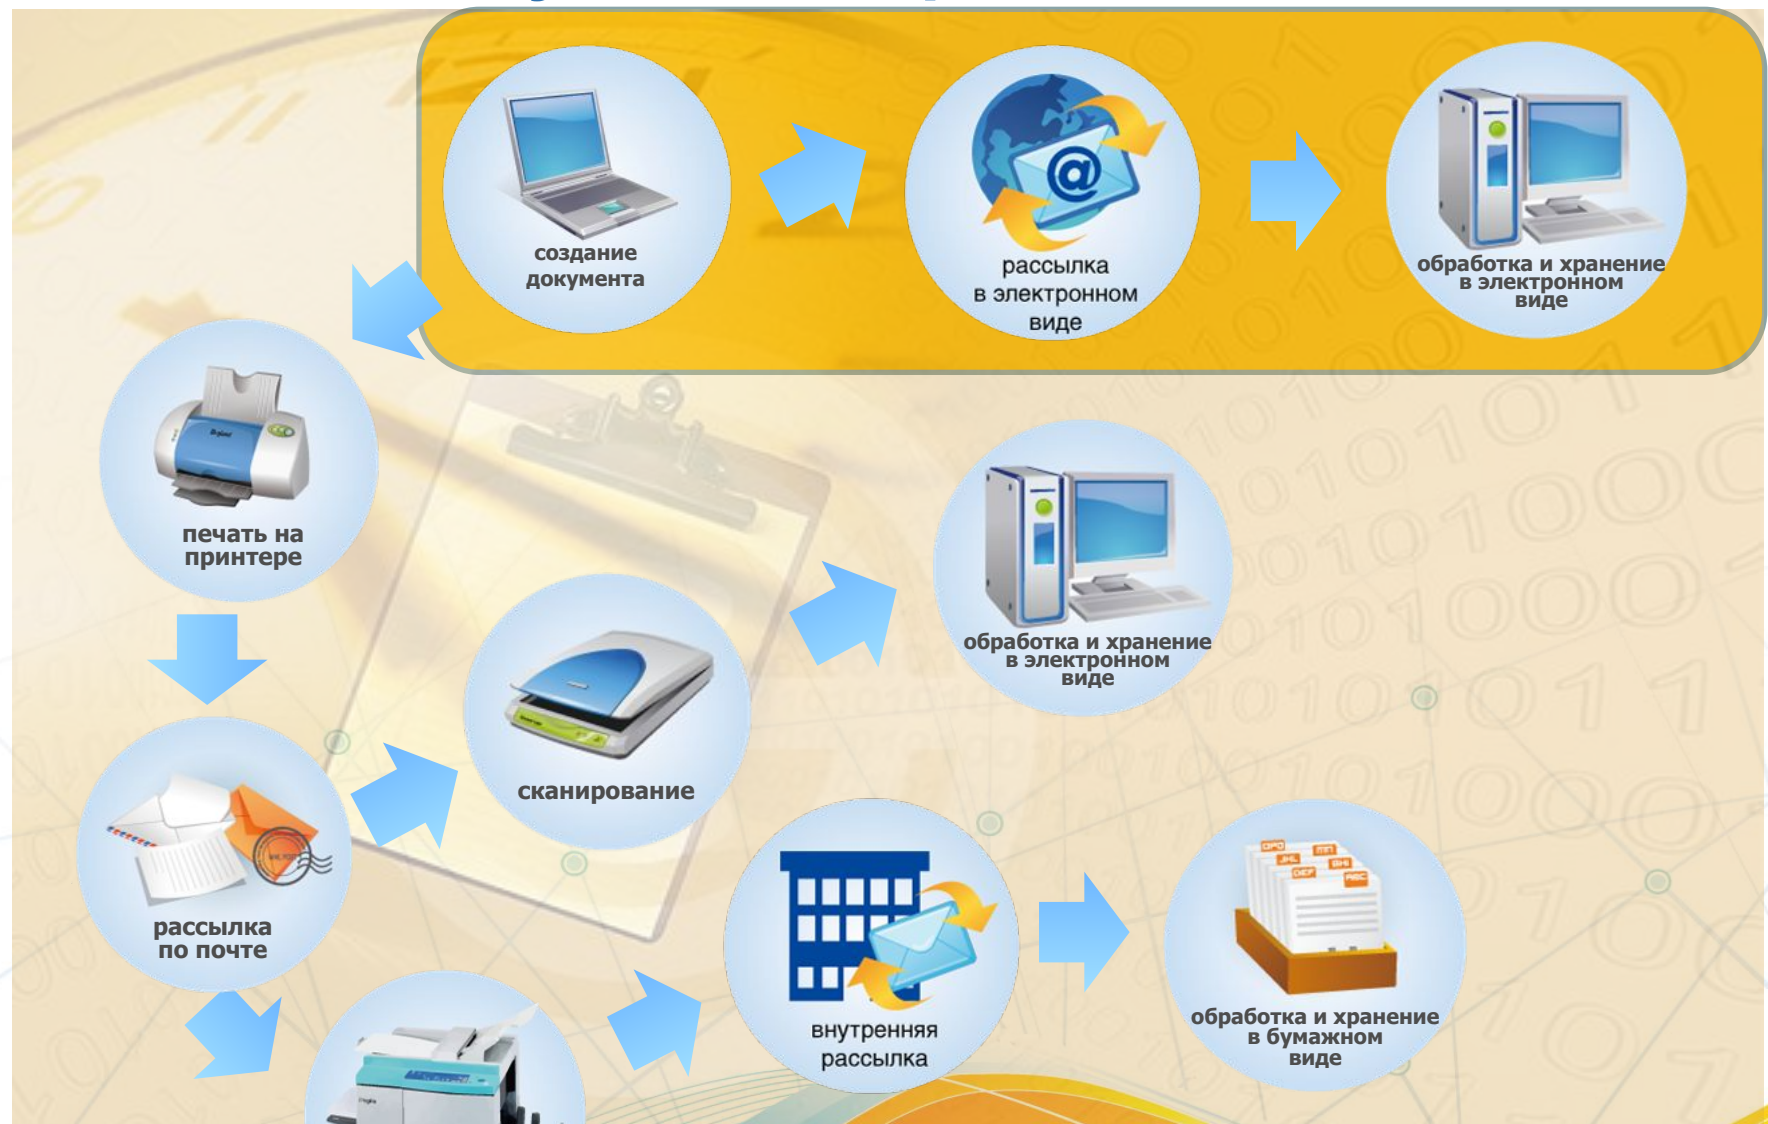 создание
документа
рассылка
в электронном
виде
обработка и хранение
в электронном
виде
печать на
принтере
обработка и хранение
в электронном
виде
сканирование
рассылка
по почте
внутренняя
рассылка
обработка и хранение
в бумажном
виде